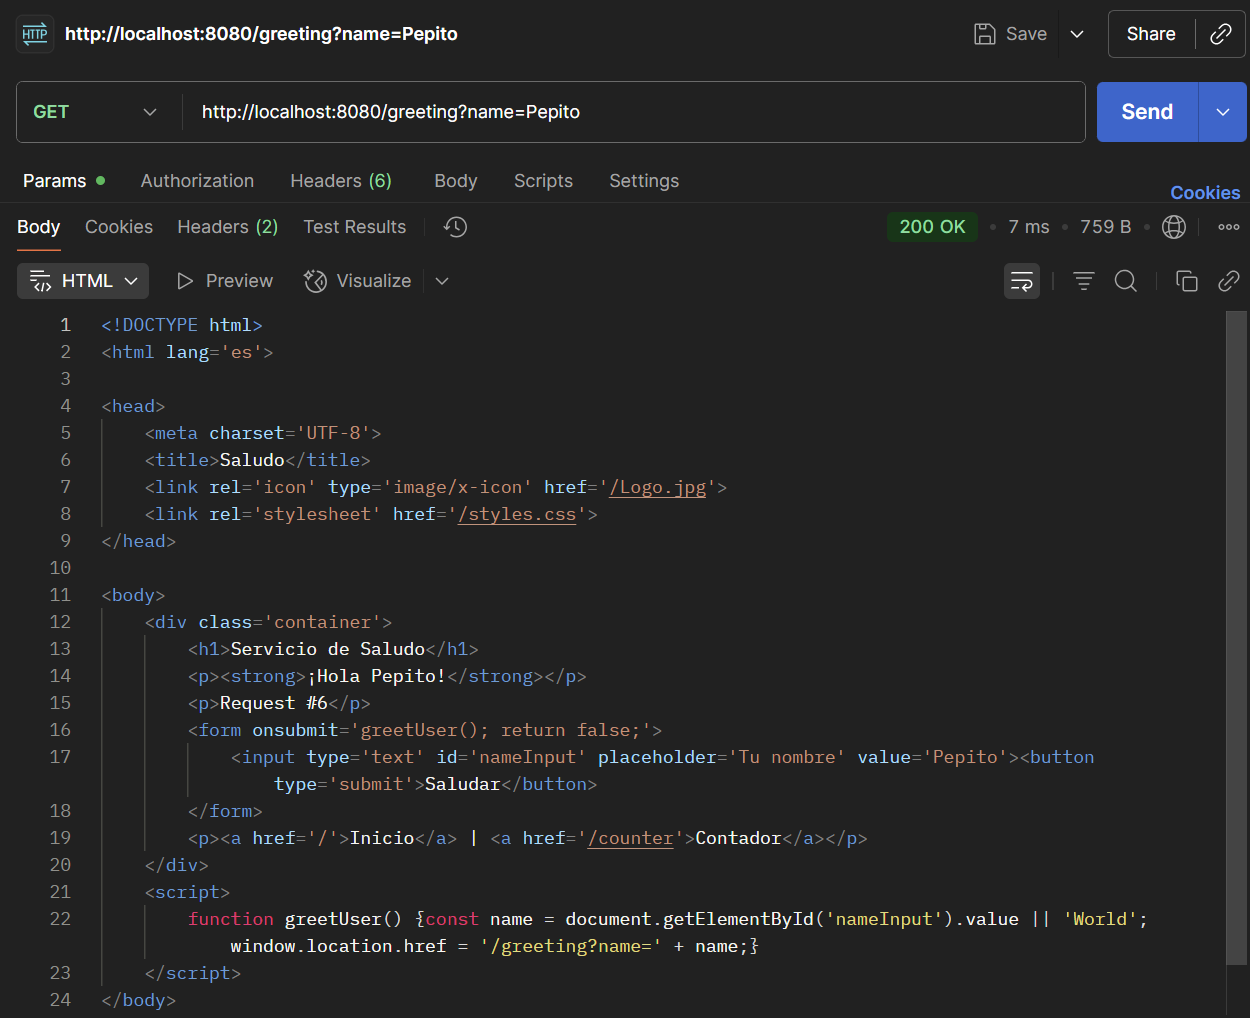 HTTP http://localhost:8080/greeting?name=Pepito Save Share
GET http://localhost:8080/greeting?name=Pepito Send
Params Authorization Headers (6) Body Scripts Settings
Cookies
Body Cookies Headers (2) Test Results 200 OK • 7 ms • 759 B •
HTML Preview Visualize
1 <!DOCTYPE html>
2 <html lang='es'>
3
4 <head>
5 <meta charset='UTF-8'>
6 <title>Saludo</title>
7 <link rel='icon' type='image/x-icon' href='/Logo.jpg'>
8 <link rel='stylesheet' href='/styles.css'>
9 </head>
10
11 <body>
12 <div class='container'>
13 <h1>Servicio de Saludo</h1>
14 <p><strong>¡Hola Pepito!</strong></p>
15 <p>Request #6</p>
16 <form onsubmit='greetUser(); return false;'>
17 <input type='text' id='nameInput' placeholder='Tu nombre' value='Pepito'><button
type='submit'>Saludar</button>
18 </form>
19 <p><a href='/'>Inicio</a> | <a href='/counter'>Contador</a></p>
20 </div>
21 <script>
22 function greetUser() {const name = document.getElementById('nameInput').value || 'World';
window.location.href = '/greeting?name=' + name;}
23 </script>
24 </body>